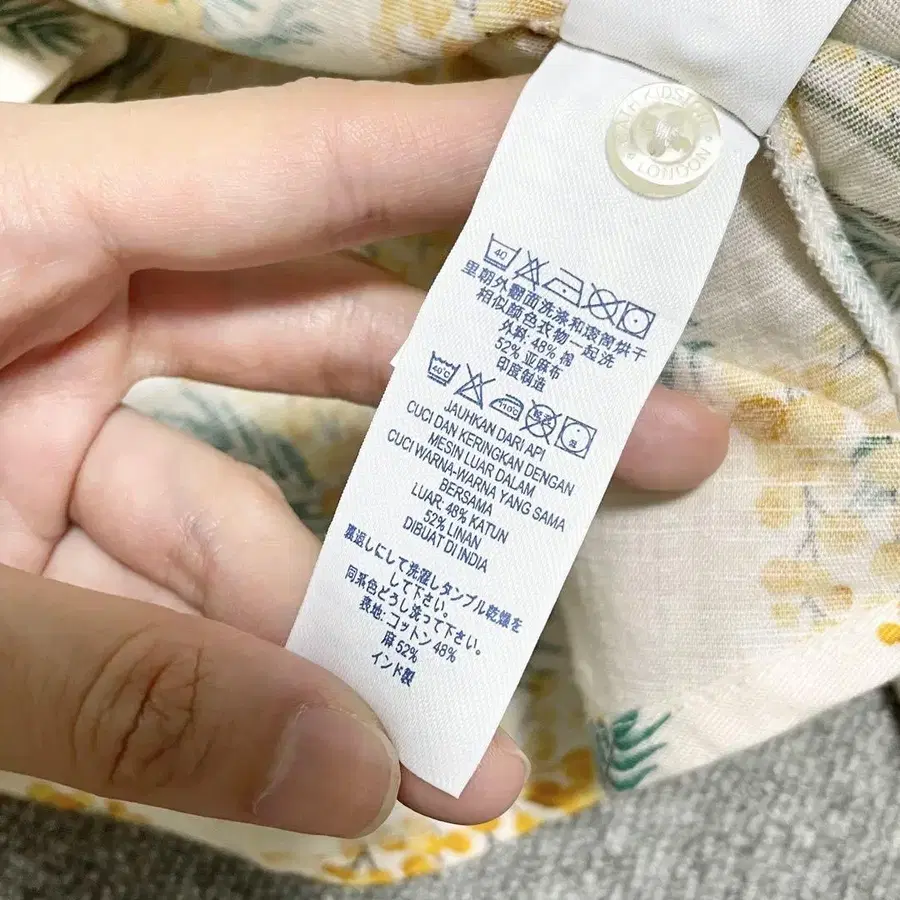 CATH KIDSTON
LONDON
40
里朝外翻面洗涤和滚筒烘干
相似颜色衣物一起洗
外料: 48% 棉
52% 亚麻布
印度制造
40°C
110°C
JAUHKAN DARI API
CUCI DAN KERINGKAN DENGAN
MESIN LUAR DALAM
CUCI WARNA-WARNA YANG SAMA
BERSAMA
LUAR: 48% KATUN
52% LINAN
DIBUAT DI INDIA
裏返しにして洗濯しタンブル乾燥を
して下さい。
同系色どうし洗って下さい。
表地: コットン 48%
麻 52%
インド製